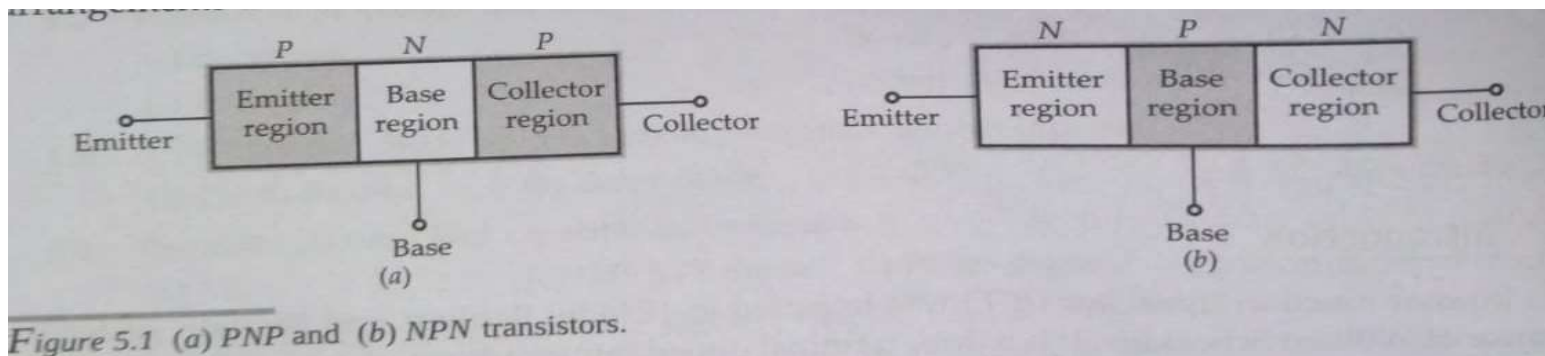 P N P
Emitter region
Base region
Collector region
Emitter
Collector
Base
(a)
N P N
Emitter region
Base region
Collector region
Emitter
Base
(b)
Figure 5.1 (a) PNP and (b) NPN transistors.